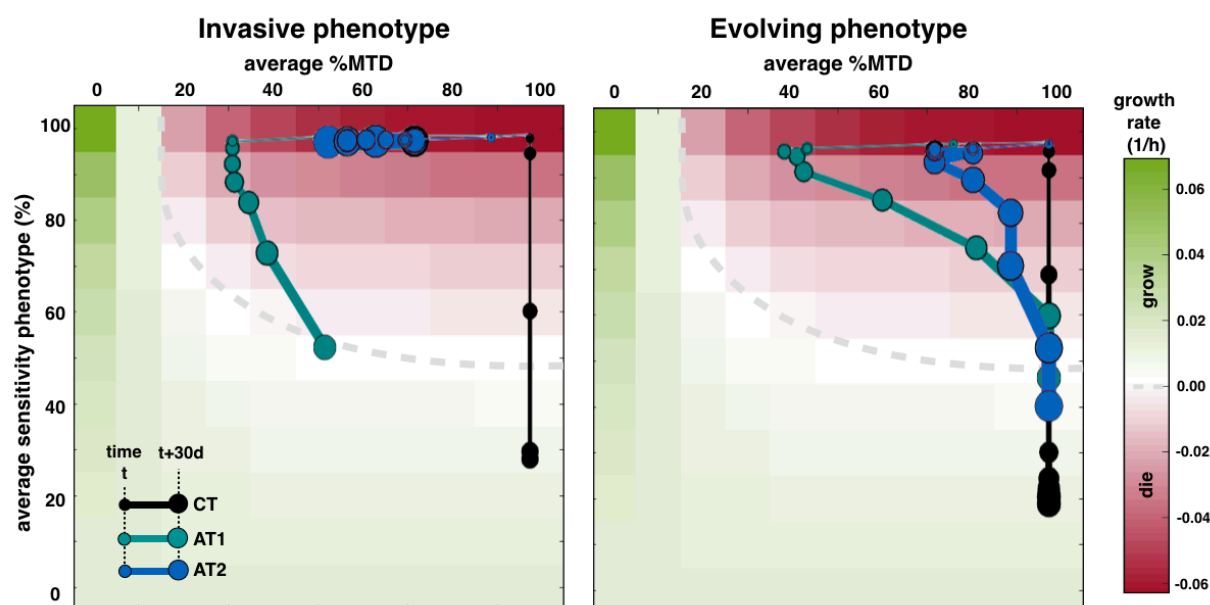 Invasive phenotype
average %MTD
0 20 40 60 80 100
Evolving phenotype
average %MTD
0 20 40 60 80 100
average sensitivity phenotype (%)
100
80
60
40
20
0
time
t
t+30d
CT
AT1
AT2
growth
rate
(1/h)
0.06
0.04
0.02
0.00
-0.02
-0.04
-0.06
grow
die